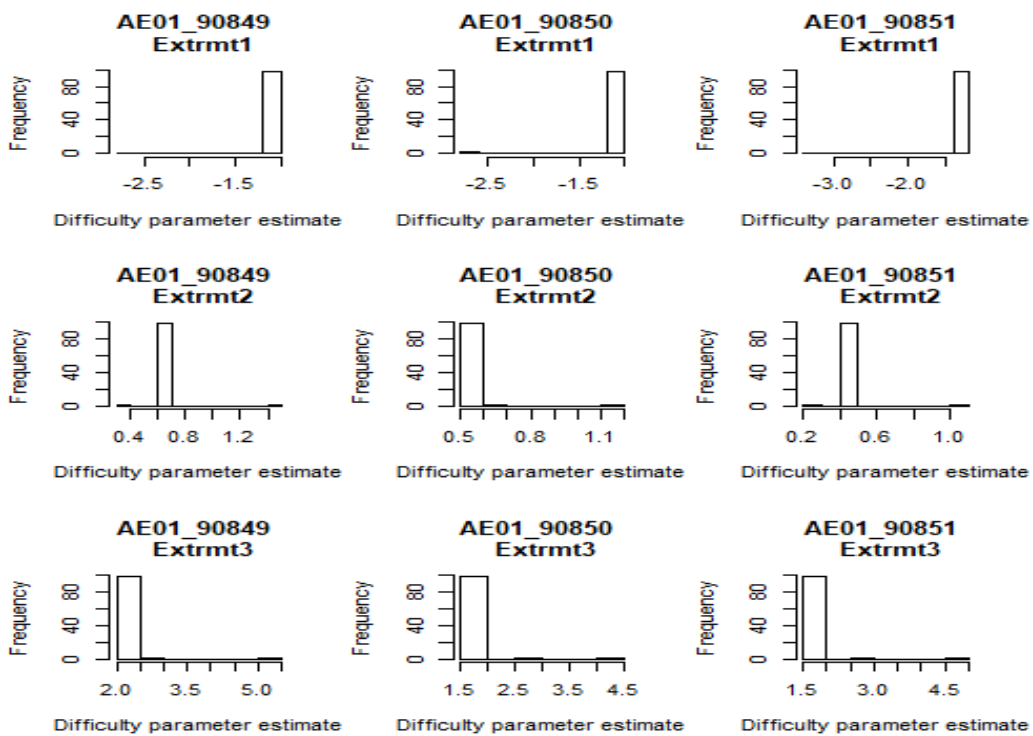 AE01_90849
Extrmt1
AE01_90850
Extrmt1
AE01_90851
Extrmt1
Frequency
0 40 80
-2.5 -1.5
Difficulty parameter estimate
Frequency
0 40 80
-2.5 -1.5
Difficulty parameter estimate
Frequency
0 40 80
-3.0 -2.0
Difficulty parameter estimate
AE01_90849
Extrmt2
AE01_90850
Extrmt2
AE01_90851
Extrmt2
Frequency
0 40 80
0.4 0.8 1.2
Difficulty parameter estimate
Frequency
0 40 80
0.5 0.8 1.1
Difficulty parameter estimate
Frequency
0 40 80
0.2 0.6 1.0
Difficulty parameter estimate
AE01_90849
Extrmt3
AE01_90850
Extrmt3
AE01_90851
Extrmt3
Frequency
0 40 80
2.0 3.5 5.0
Difficulty parameter estimate
Frequency
0 40 80
1.5 2.5 3.5 4.5
Difficulty parameter estimate
Frequency
0 40 80
1.5 3.0 4.5
Difficulty parameter estimate